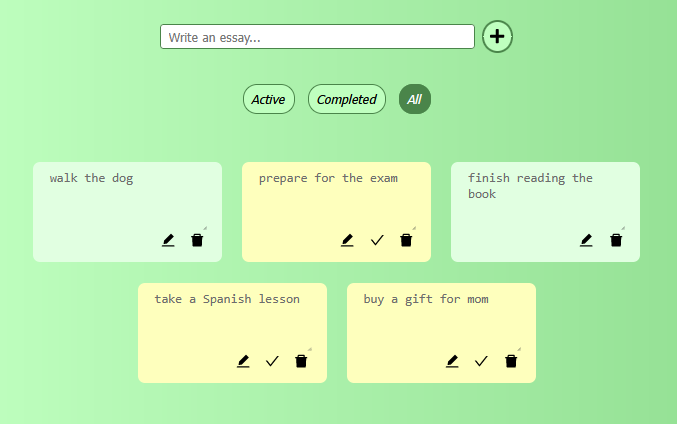 Write an essay...
Active
Completed
All
walk the dog
prepare for the exam
finish reading the
book
take a Spanish lesson
buy a gift for mom